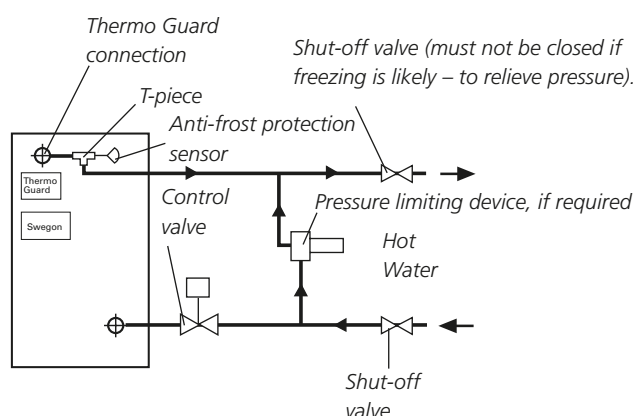 Thermo Guard
connection
Shut-off valve (must not be closed if
freezing is likely – to relieve pressure).
T-piece
Anti-frost protection
sensor
Thermo
Guard
Swegon
Control
valve
Pressure limiting device, if required
Hot
Water
Shut-off
valve